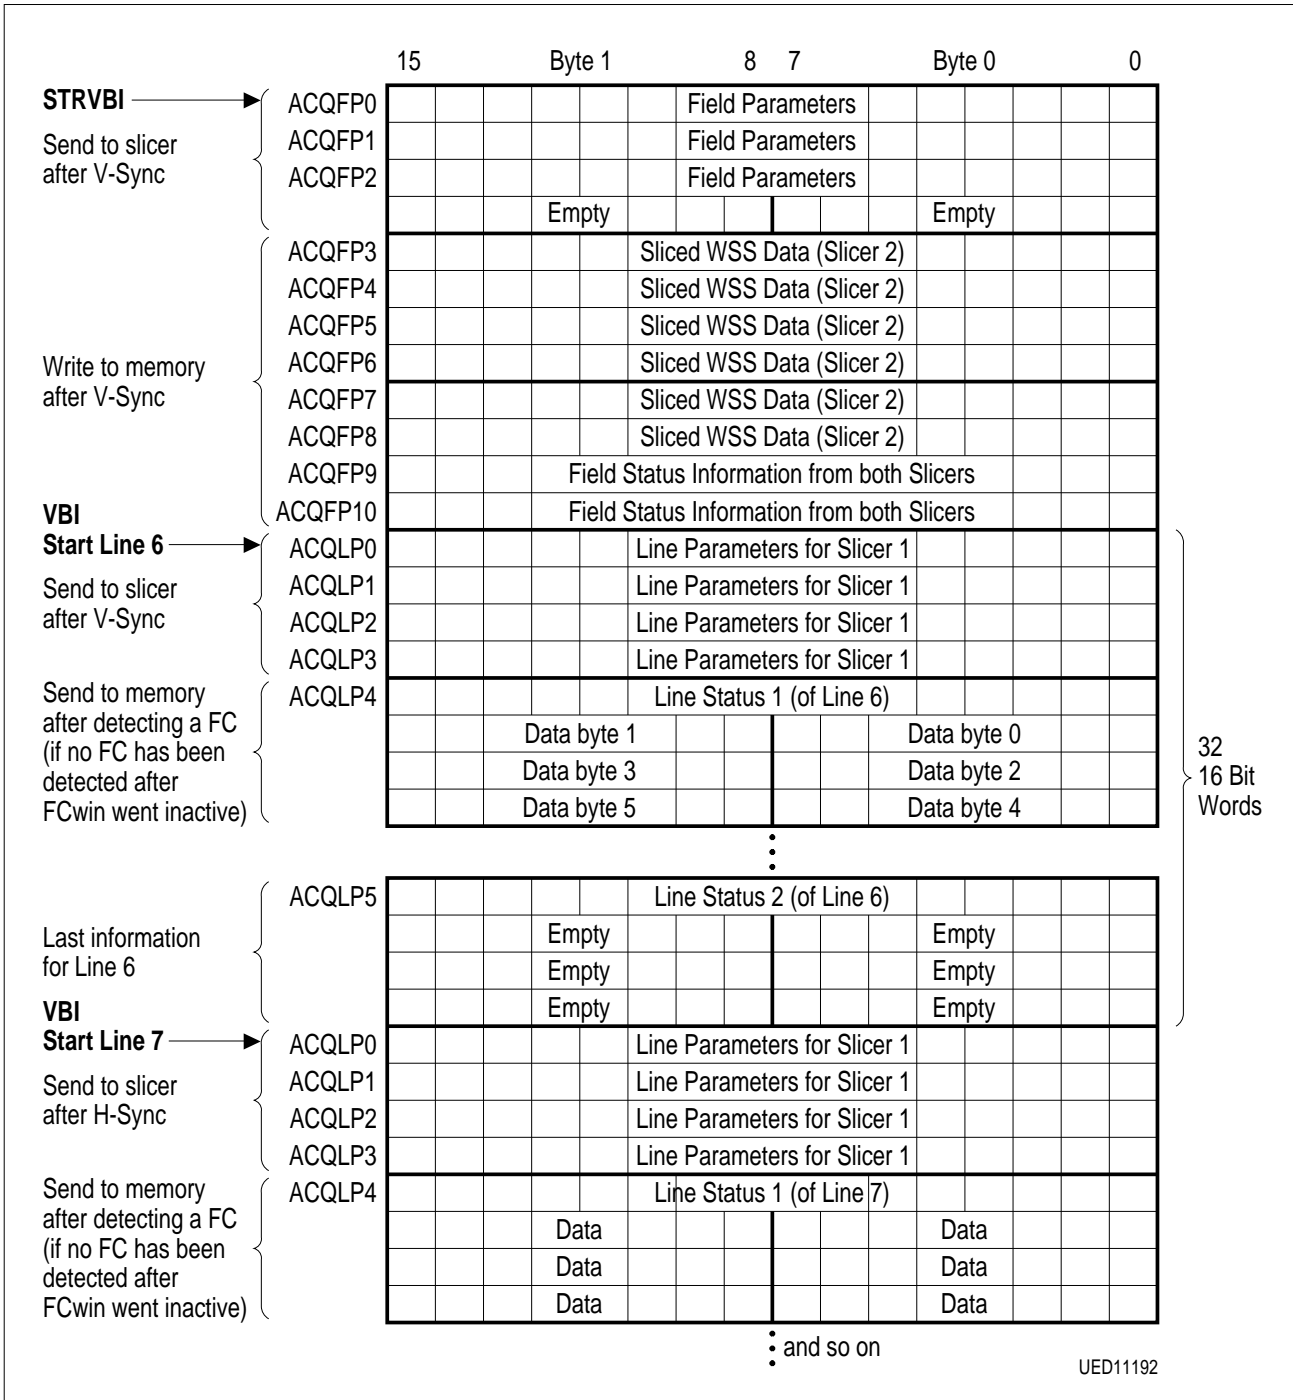 15 Byte 1 8 7 Byte 0 0
STRVBI ACQFP0 Field Parameters
Send to slicer ACQFP1 Field Parameters
after V-Sync ACQFP2 Field Parameters
Empty Empty
ACQFP3 Sliced WSS Data (Slicer 2)
ACQFP4 Sliced WSS Data (Slicer 2)
ACQFP5 Sliced WSS Data (Slicer 2)
Write to memory ACQFP6 Sliced WSS Data (Slicer 2)
after V-Sync ACQFP7 Sliced WSS Data (Slicer 2)
ACQFP8 Sliced WSS Data (Slicer 2)
ACQFP9 Field Status Information from both Slicers
VBI ACQFP10 Field Status Information from both Slicers
Start Line 6 ACQLP0 Line Parameters for Slicer 1
Send to slicer ACQLP1 Line Parameters for Slicer 1
after V-Sync ACQLP2 Line Parameters for Slicer 1
ACQLP3 Line Parameters for Slicer 1
Send to memory ACQLP4 Line Status 1 (of Line 6)
after detecting a FC Data byte 1 Data byte 0
(if no FC has been Data byte 3 Data byte 2 32
detected after 16 Bit
FCwin went inactive) Data byte 5 Data byte 4 Words
ACQLP5 Line Status 2 (of Line 6)
Last information Empty Empty
for Line 6 Empty Empty
VBI Empty Empty
Start Line 7 ACQLP0 Line Parameters for Slicer 1
Send to slicer ACQLP1 Line Parameters for Slicer 1
after H-Sync ACQLP2 Line Parameters for Slicer 1
ACQLP3 Line Parameters for Slicer 1
Send to memory ACQLP4 Line Status 1 (of Line 7)
after detecting a FC Data Data
(if no FC has been Data Data
detected after
FCwin went inactive) Data Data
and so on
UED11192